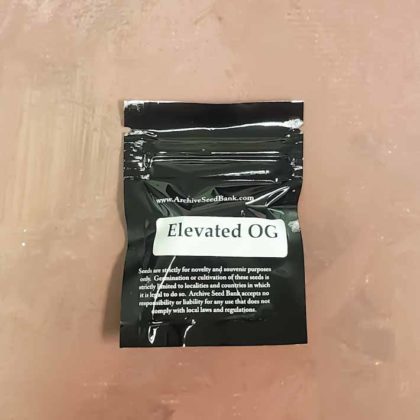 www.ArchiveSeedBank.com
Elevated OG
Seeds are strictly for novelty and souvenir purposes
only. Germination or cultivation of these seeds is
strictly limited to localities and countries in which
it is legal to do so. Archive Seed Bank accepts no
responsibility or liability for any use that does not
comply with local laws and regulations.